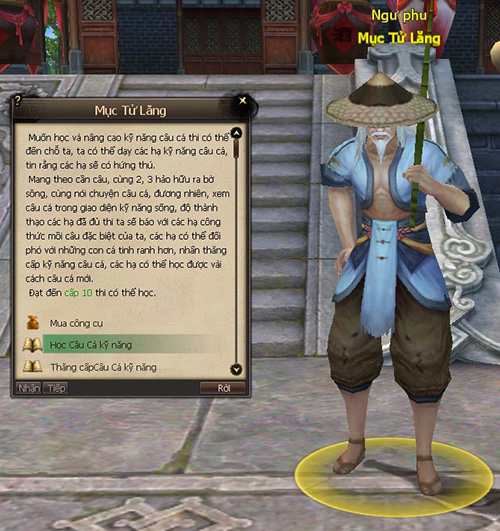 Ngư phu
Mục Tử Lăng
?
Mục Tử Lăng
Muốn học và nâng cao kỹ năng câu cá thì có thể
đến chỗ ta, ta có thể dạy các hạ kỹ năng câu cá,
tin rằng các hạ sẽ có hứng thú.
Mang theo cần câu, cùng 2, 3 hảo hữu ra bờ
sông, cùng nói chuyện câu cá, đương nhiên, xem
câu cá trong giao diện kỹ năng sống, độ thành
thạo các hạ đã đủ thì ta sẽ báo với các hạ công
thức mồi câu đặc biệt của ta, các hạ có thể đối
phó với những con cá tinh ranh hơn, nhấn thăng
cấp kỹ năng câu cá, các hạ có thể học được vài
cách câu cá mới.
Đạt đến cấp 10 thì có thể học.
Mua công cụ
Học Câu Cá kỹ năng
Thăng cấpCâu Cá kỹ năng
Nhận Tiếp Rời
酒